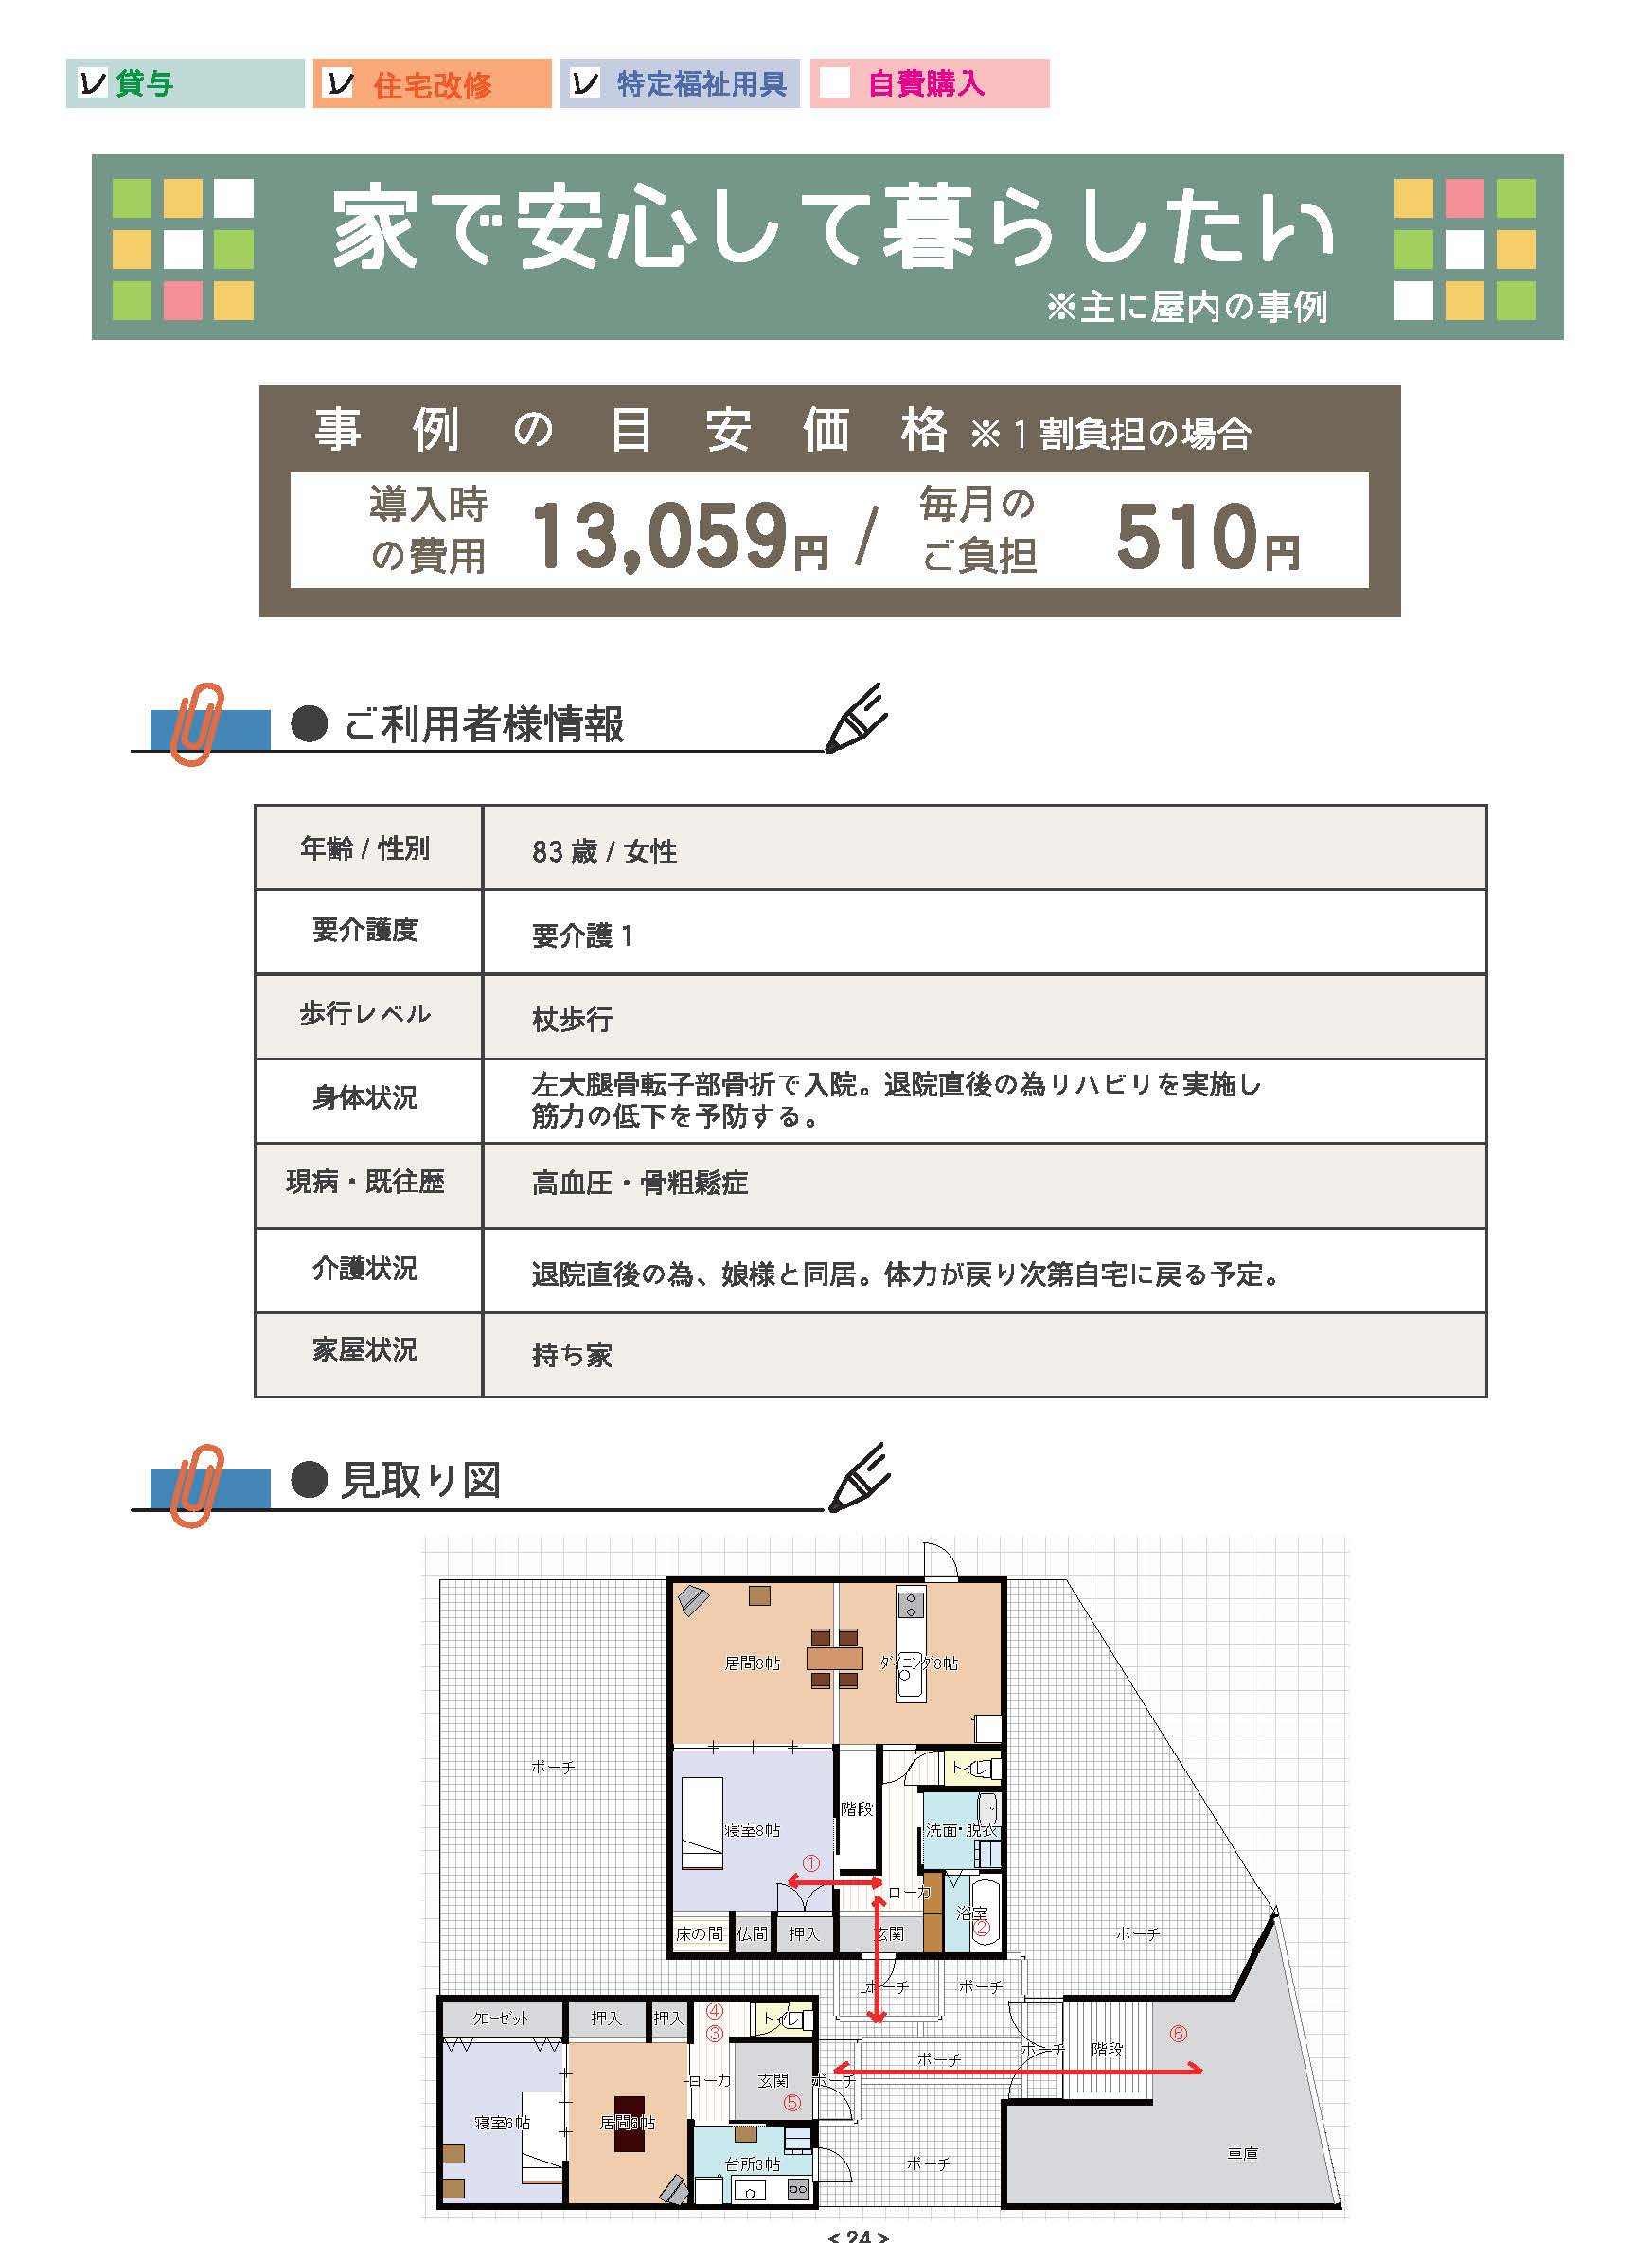 貸与 住宅改修 特定福祉用具 自費購入
家で安心して暮らしたい
※主に屋内の事例
事例の目安価格 ※1割負担の場合
導入時の費用 13,059円 / 毎月のご負担 510円
● ご利用者様情報
年齢 / 性別 83 歳 / 女性
要介護度 要介護 1
歩行レベル 杖歩行
身体状況 左大腿骨転子部骨折で入院。退院直後の為リハビリを実施し
筋力の低下を予防する。
現病・既往歴 高血圧・骨粗鬆症
介護状況 退院直後の為、娘様と同居。体力が戻り次第自宅に戻る予定。
家屋状況 持ち家
● 見取り図
居間8帖 ダイニング8帖
ポーチ
トイレ
階段
寝室8帖 洗面・脱衣
①
ローカ
浴室
②
床の間 仏間 押入 玄関 ポーチ
ポーチ ポーチ
クローゼット 押入 押入 ④ トイレ
③ ⑥
ポーチ ポーチ 階段
ローカ 玄関 ポーチ
⑤
寝室6帖 居間6帖
台所3帖 ポーチ 車庫
<24>